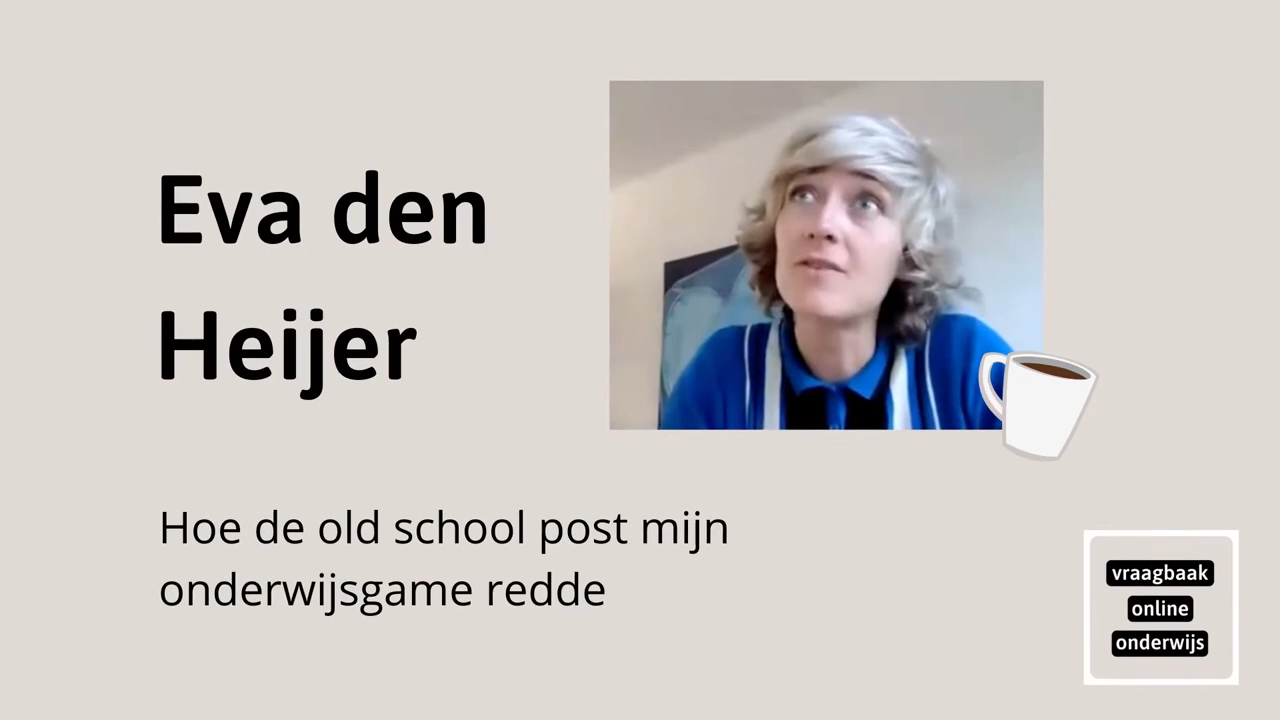 Eva den
Heijer
Hoe de old school post mijn
onderwijsgame redde
vraagbaak
online
onderwijs